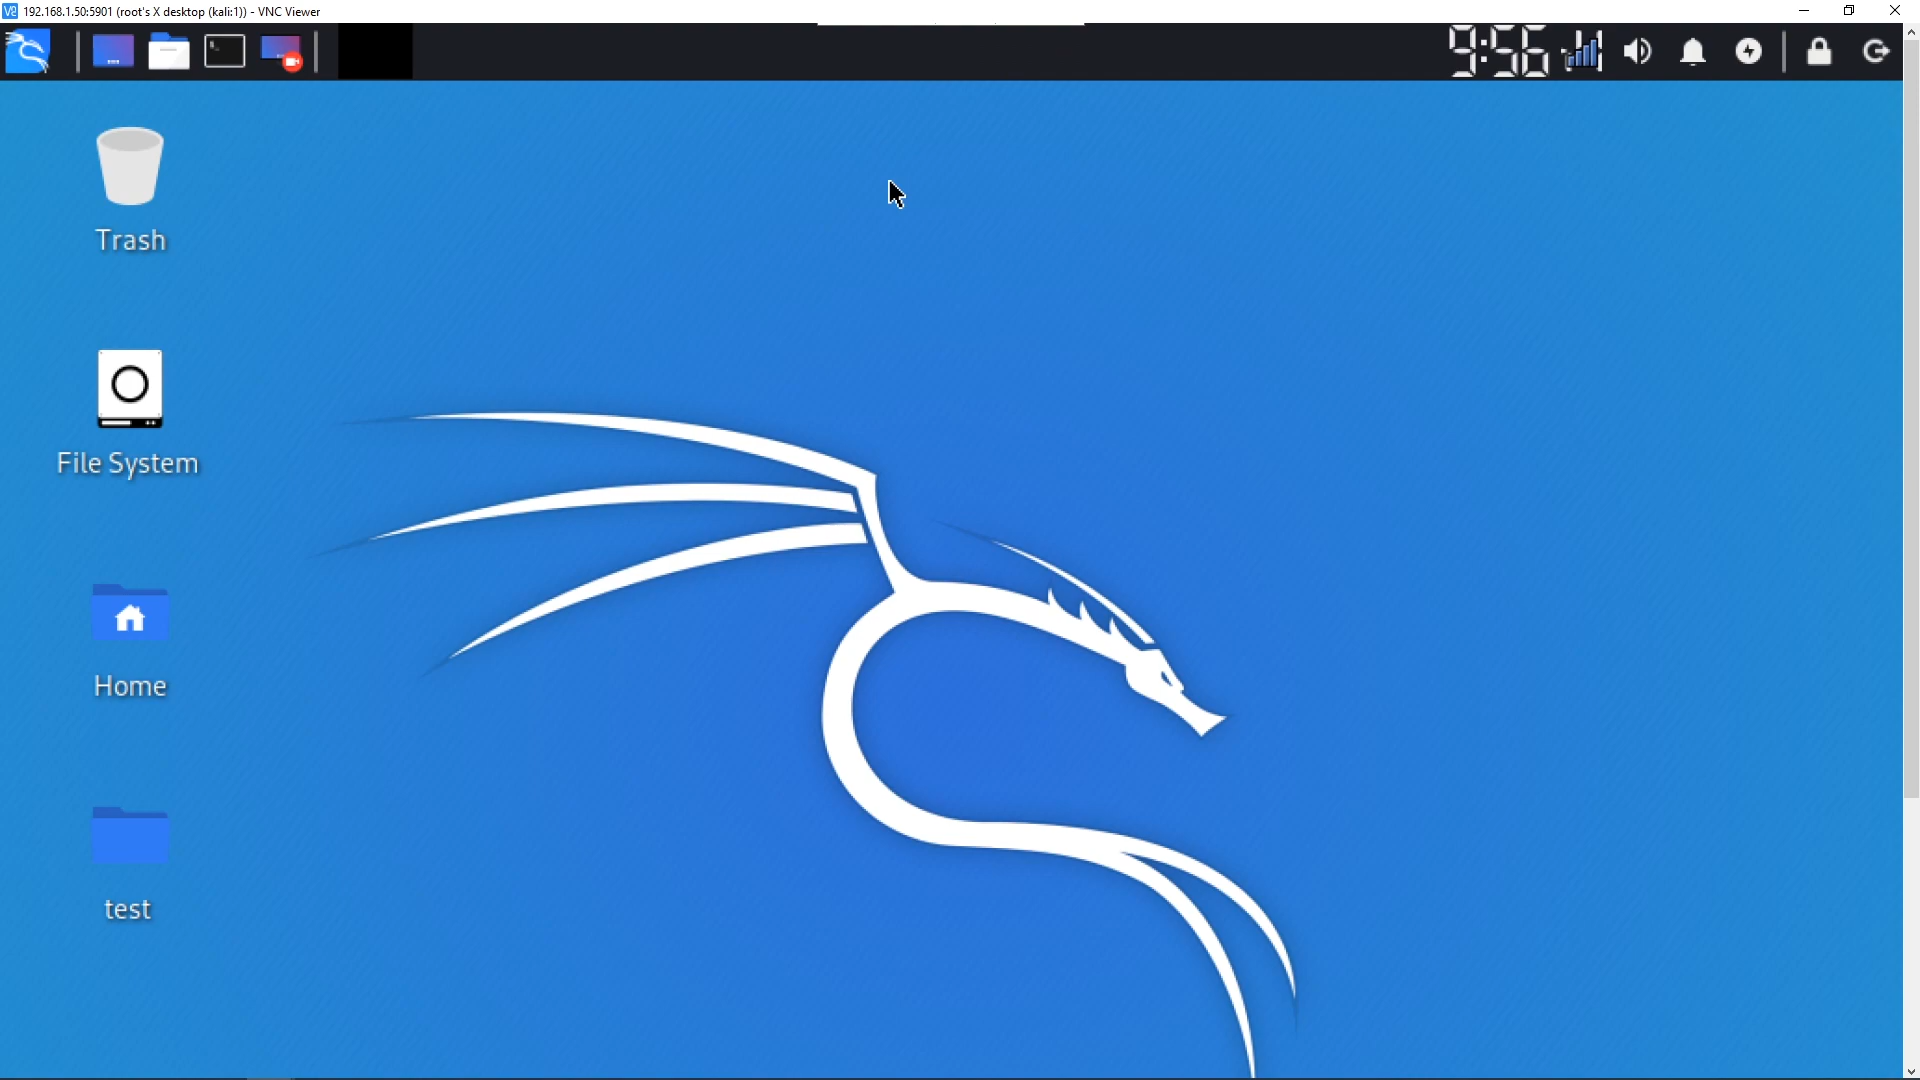 192.168.1.50:5901 (root's X desktop (kali:1)) - VNC Viewer
9:56
Trash
File System
Home
test